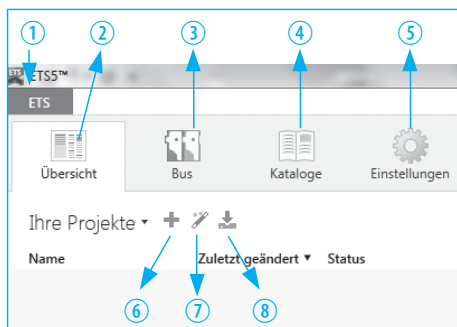 ① ② ③ ④ ⑤
ETS ETS5™
ETS
Übersicht Bus Kataloge Einstellungen
Ihre Projekte
Name Zuletzt geändert Status
⑥ ⑦ ⑧